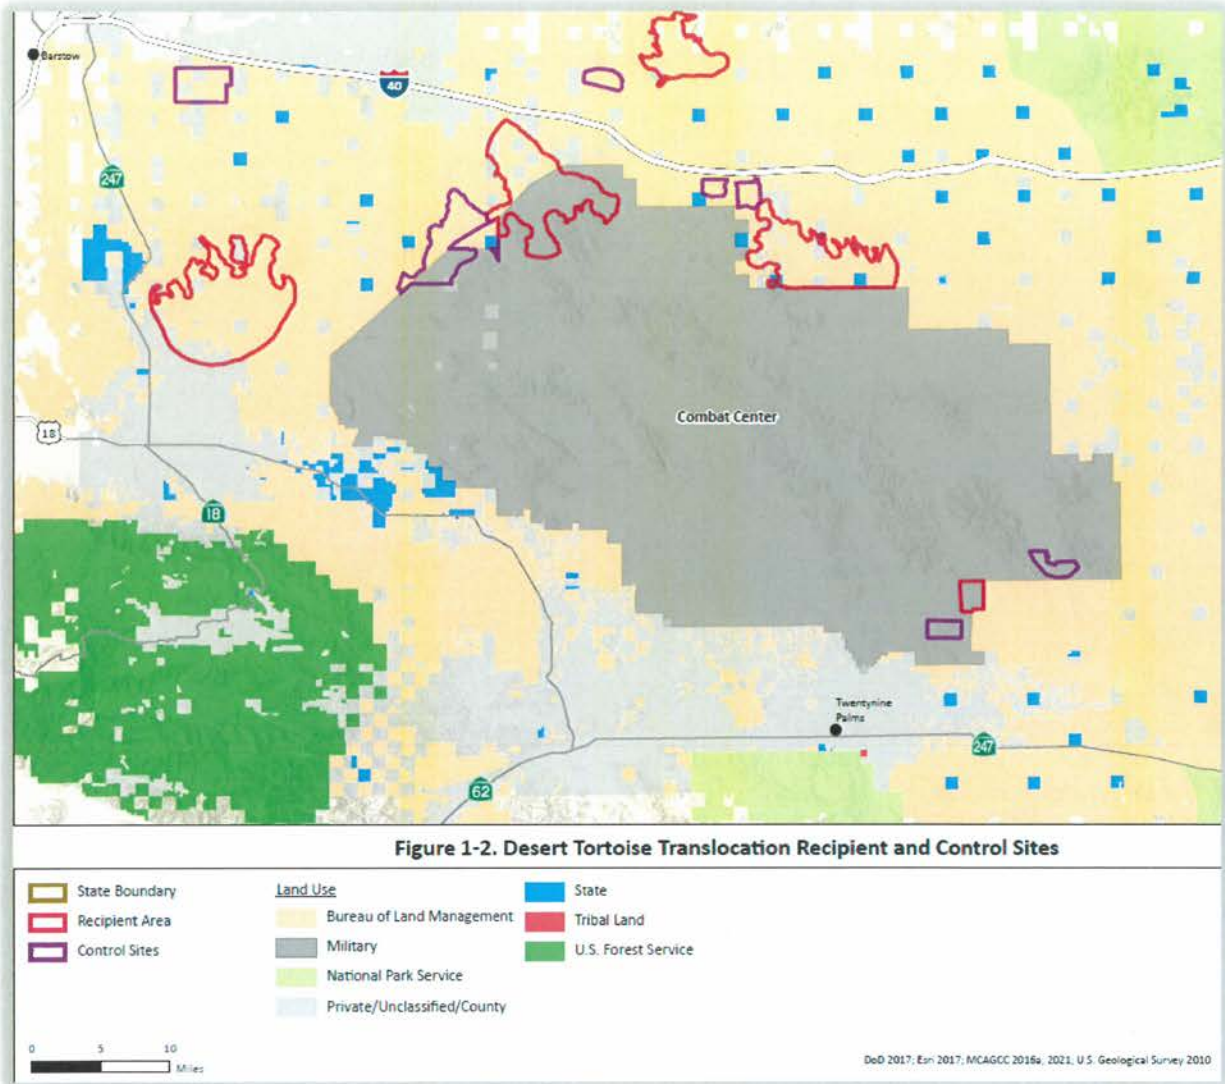 Barstow
40
247
18
Combat Center
18
Twentynine
Palms
247
62
Figure 1-2. Desert Tortoise Translocation Recipient and Control Sites
State Boundary
Recipient Area
Control Sites
Land Use
Bureau of Land Management
Military
National Park Service
Private/Unclassified/County
State
Tribal Land
U.S. Forest Service
0 5 10
Miles
DoD 2017; Esri 2017; MCAGCC 2016a, 2021; U.S. Geological Survey 2010